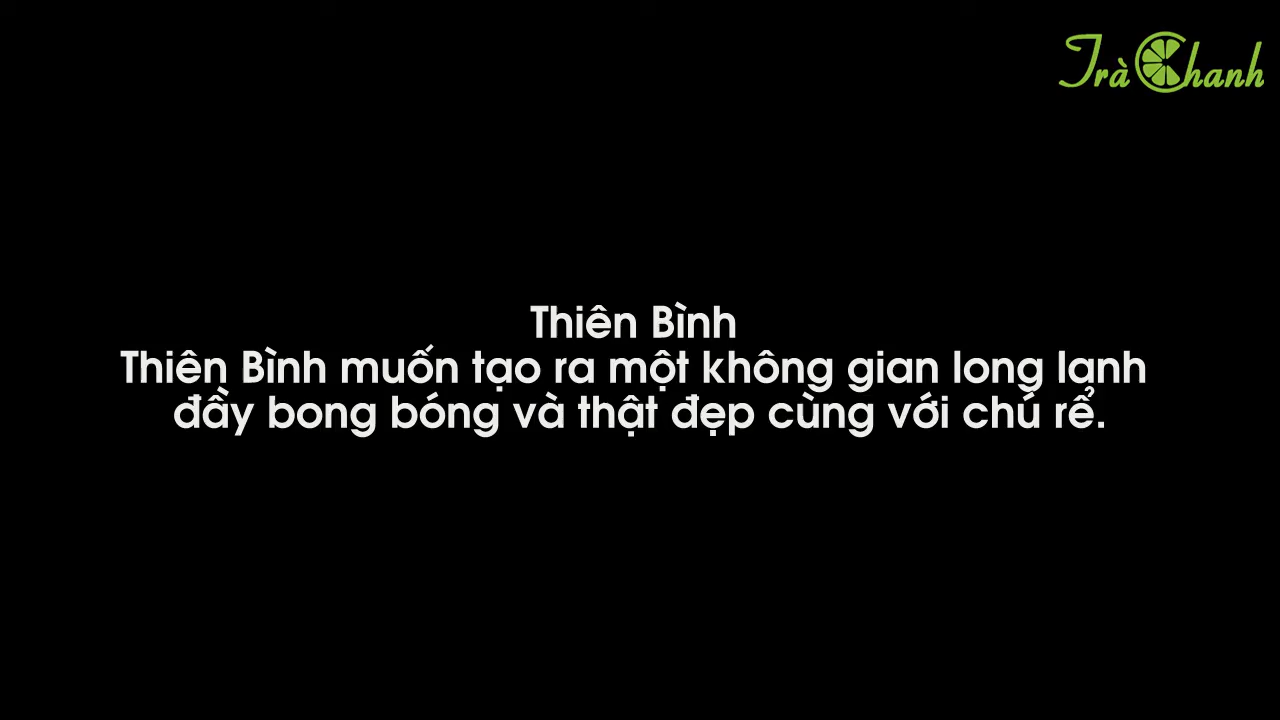 Trà Chanh
Thiên Bình
Thiên Bình muốn tạo ra một không gian long lanh
đầy bong bóng và thật đẹp cùng với chú rể.